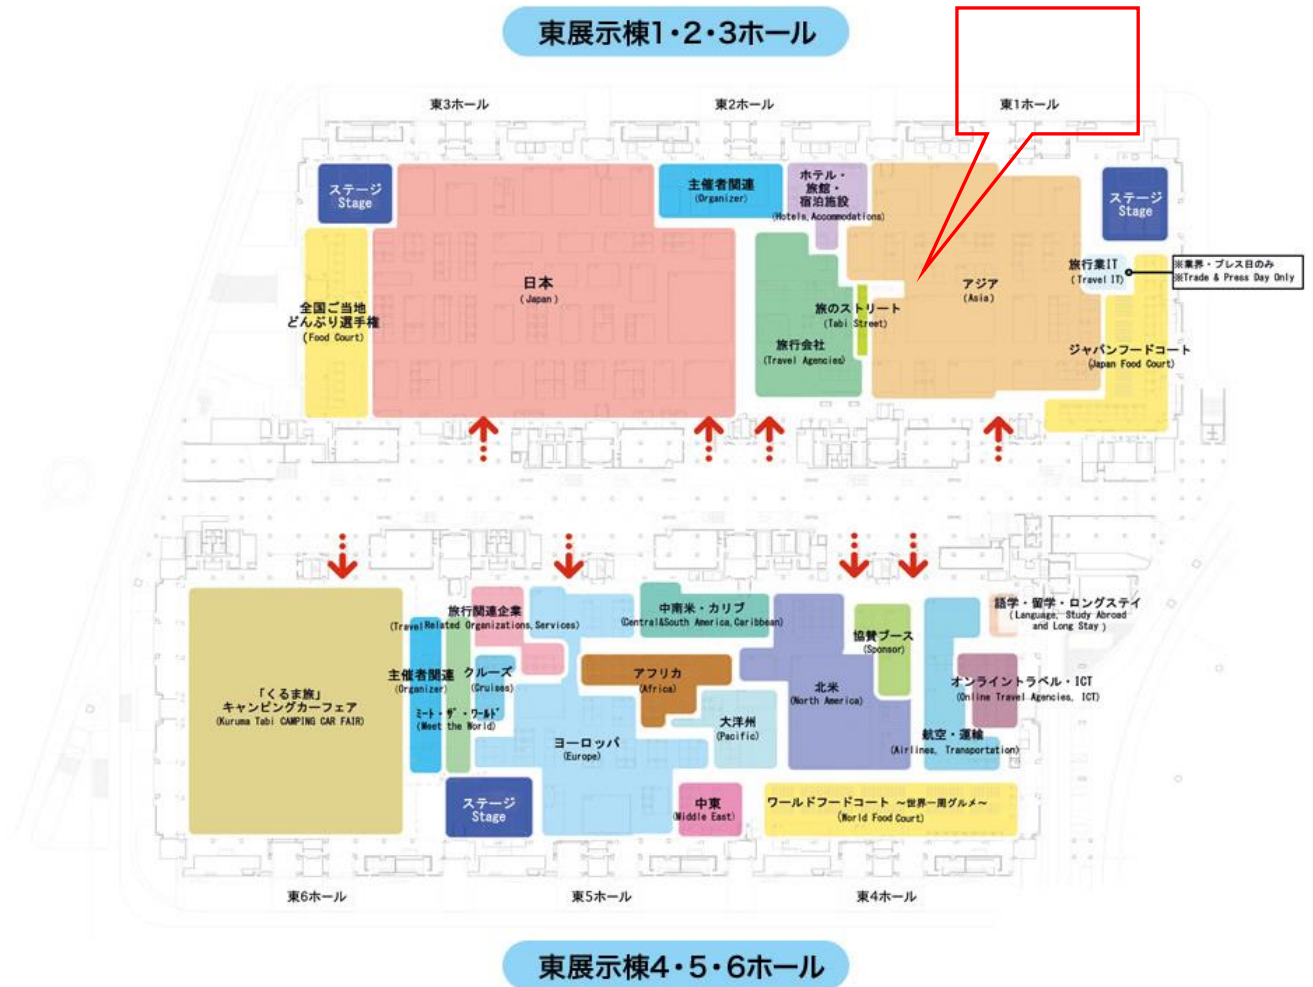 東展示棟1・2・3ホール
東3ホール
東2ホール
東1ホール
ステージ
Stage
主催者関連
(Organizer)
ホテル・
旅館・
宿泊施設
(Hotels, Accommodations)
ステージ
Stage
日本
(Japan)
全国ご当地
どんぶり選手権
(Food Court)
旅のストリート
(Tabi Street)
旅行会社
(Travel Agencies)
アジア
(Asia)
旅行業IT
(Travel IT)
※業界・プレス日のみ
※Trade & Press Day Only
ジャパンフードコート
(Japan Food Court)
「くるま旅」
キャンピングカーフェア
(Kuruma Tabi CAMPING CAR FAIR)
主催者関連
(Organizer)
旅行関連企業
(Travel Related Organizations, Services)
クルーズ
(Cruises)
ミート・ザ・ワールド
(Meet the World)
ステージ
Stage
ヨーロッパ
(Europe)
中南米・カリブ
(Central&South America, Caribbean)
アフリカ
(Africa)
大洋州
(Pacific)
中東
(Middle East)
北米
(North America)
協賛ブース
(Sponsor)
語学・留学・ロングステイ
(Language, Study Abroad
and Long Stay)
オンライントラベル・ICT
(Online Travel Agencies, ICT)
航空・運輸
(Airlines, Transportation)
ワールドフードコート ～世界一周グルメ～
(World Food Court)
東6ホール
東5ホール
東4ホール
東展示棟4・5・6ホール